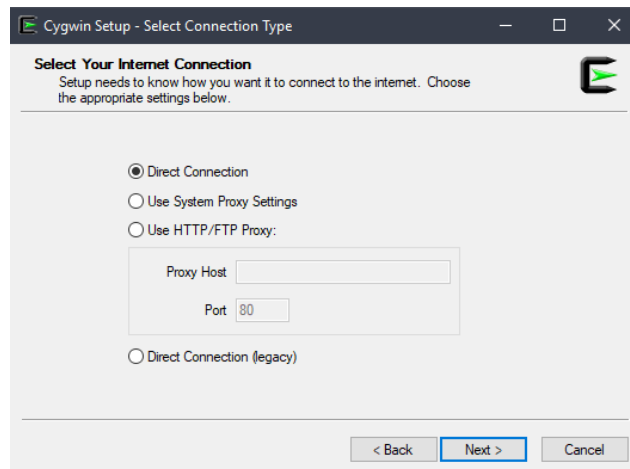 Cygwin Setup - Select Connection Type
Select Your Internet Connection
Setup needs to know how you want it to connect to the internet. Choose
the appropriate settings below.
Direct Connection
Use System Proxy Settings
Use HTTP/FTP Proxy:
Proxy Host
Port 80
Direct Connection (legacy)
< Back Next > Cancel